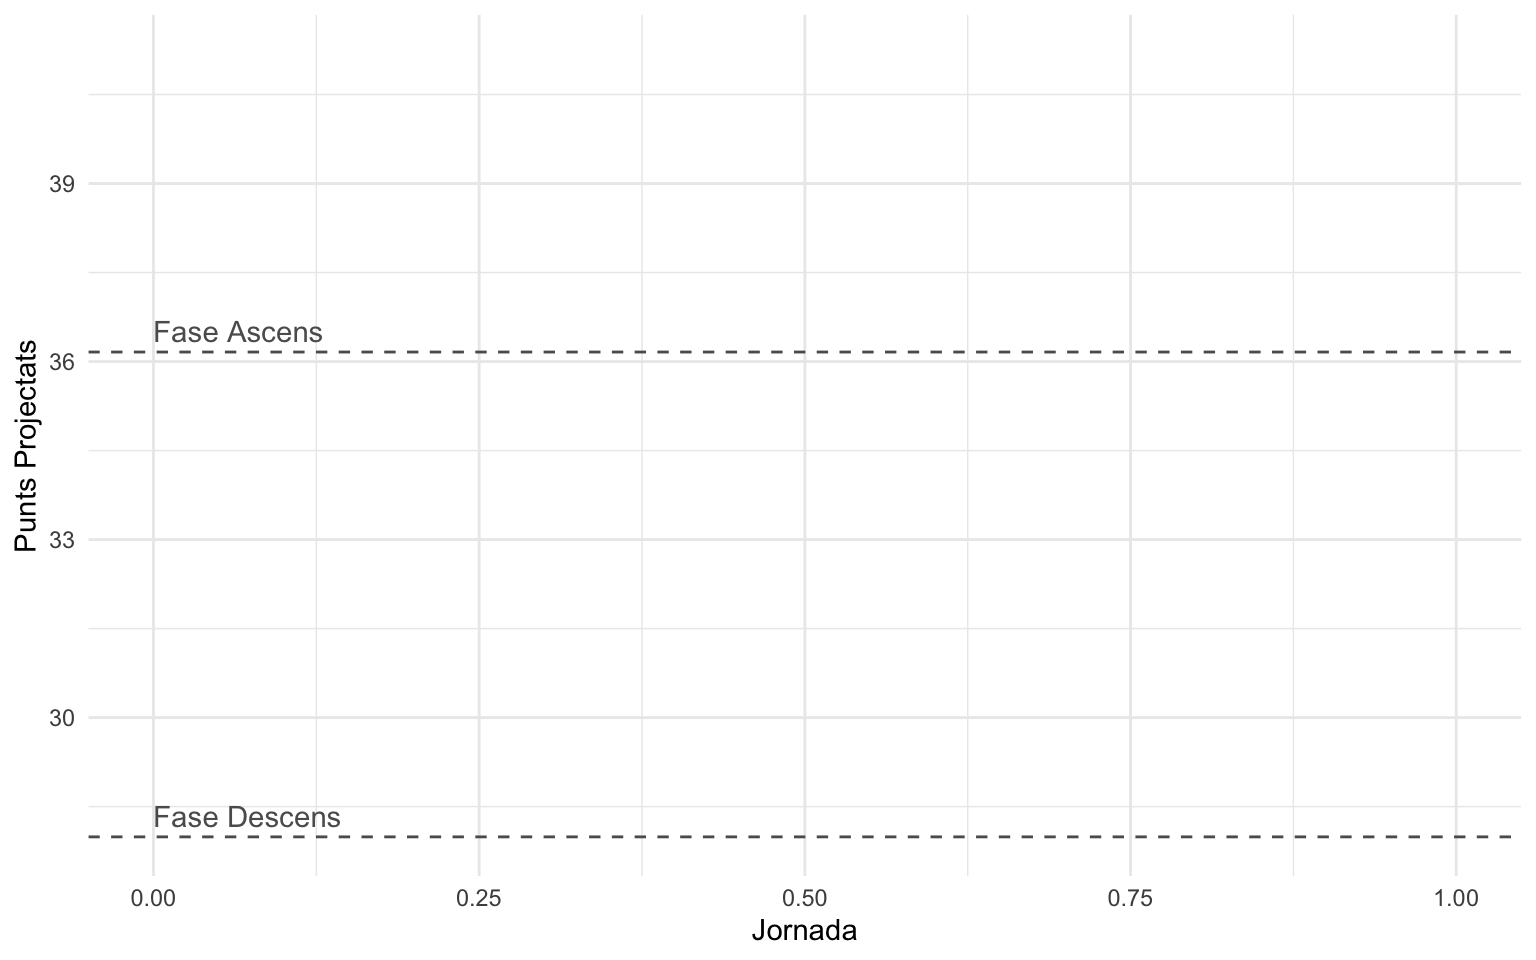 39
Fase Ascens
36
33
30
Fase Descens
Punts Projectats
0.00 0.25 0.50 0.75 1.00
Jornada